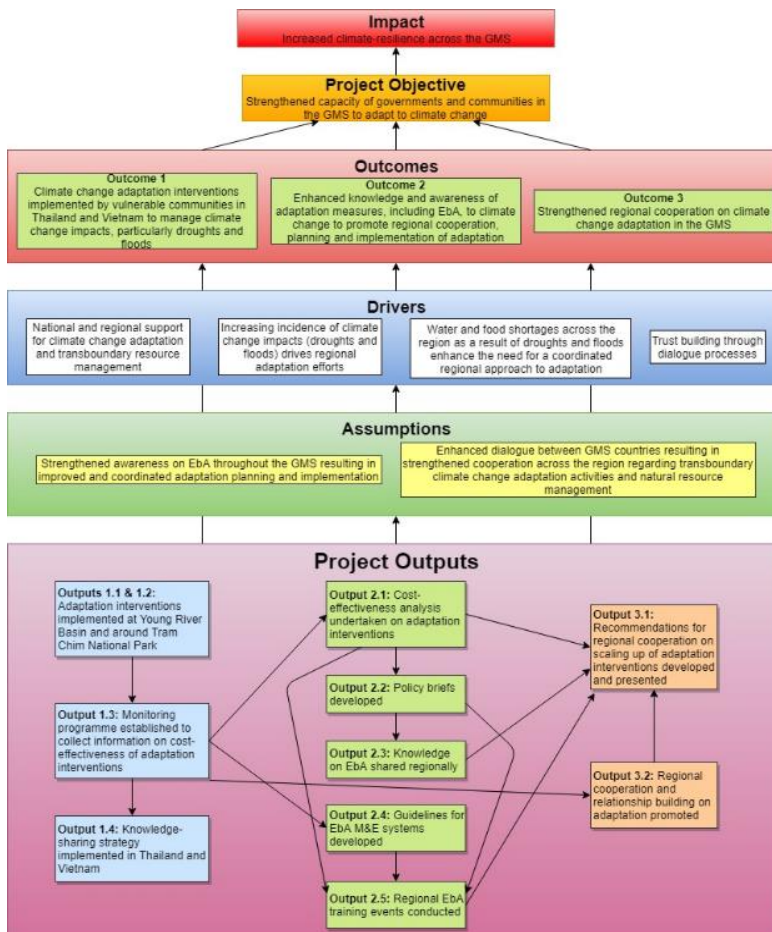 Impact
Increased climate-resilience across the GMS
Project Objective
Strengthened capacity of governments and communities in
the GMS to adapt to climate change
Outcomes
Outcome 1
Climate change adaptation interventions
implemented by vulnerable communities in
Thailand and Vietnam to manage climate
change impacts, particularly droughts and
floods
Outcome 2
Enhanced knowledge and awareness of
adaptation measures, including EbA, to climate
change to promote regional cooperation,
planning and implementation of adaptation
Outcome 3
Strengthened regional cooperation on climate
change adaptation in the GMS
Drivers
National and regional support
for climate change adaptation
and transboundary resource
management
Increasing incidence of climate
change impacts (droughts and
floods) drives regional
adaptation efforts
Water and food shortages across the
region as a result of droughts and floods
enhance the need for a coordinated
regional approach to adaptation
Trust building through
dialogue processes
Assumptions
Strengthened awareness on EbA throughout the GMS resulting in
improved and coordinated adaptation planning and implementation
Enhanced dialogue between GMS countries resulting in
strengthened cooperation across the region regarding transboundary
climate change adaptation activities and natural resource
management
Project Outputs
Outputs 1.1 & 1.2:
Adaptation interventions
implemented at Young River
Basin and around Tram
Chim National Park
Output 1.3: Monitoring
programme established to
collect information on cost-
effectiveness of adaptation
interventions
Output 1.4: Knowledge-
sharing strategy
implemented in Thailand and
Vietnam
Output 2.1: Cost-
effectiveness analysis
undertaken on adaptation
interventions
Output 2.2: Policy briefs
developed
Output 2.3: Knowledge
on EbA shared regionally
Output 2.4: Guidelines for
EbA M&E systems
developed
Output 2.5: Regional EbA
training events conducted
Output 3.1:
Recommendations for
regional cooperation on
scaling up of adaptation
interventions developed
and presented
Output 3.2: Regional
cooperation and
relationship building on
adaptation promoted